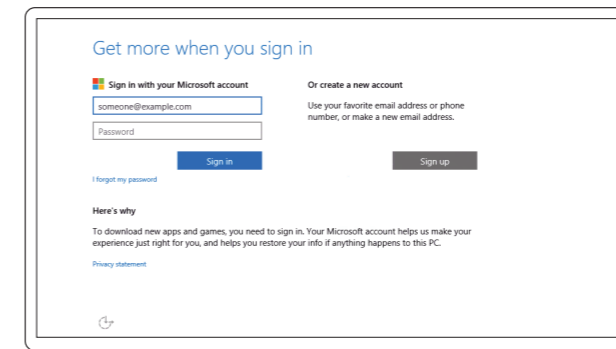 Get more when you sign in
Sign in with your Microsoft account
someone@example.com
Password
Sign in
I forgot my password
Or create a new account
Use your favorite email address or phone
number, or make a new email address.
Sign up
Here's why
To download new apps and games, you need to sign in. Your Microsoft account helps us make your
experience just right for you, and helps you restore your info if anything happens to this PC.
Privacy statement